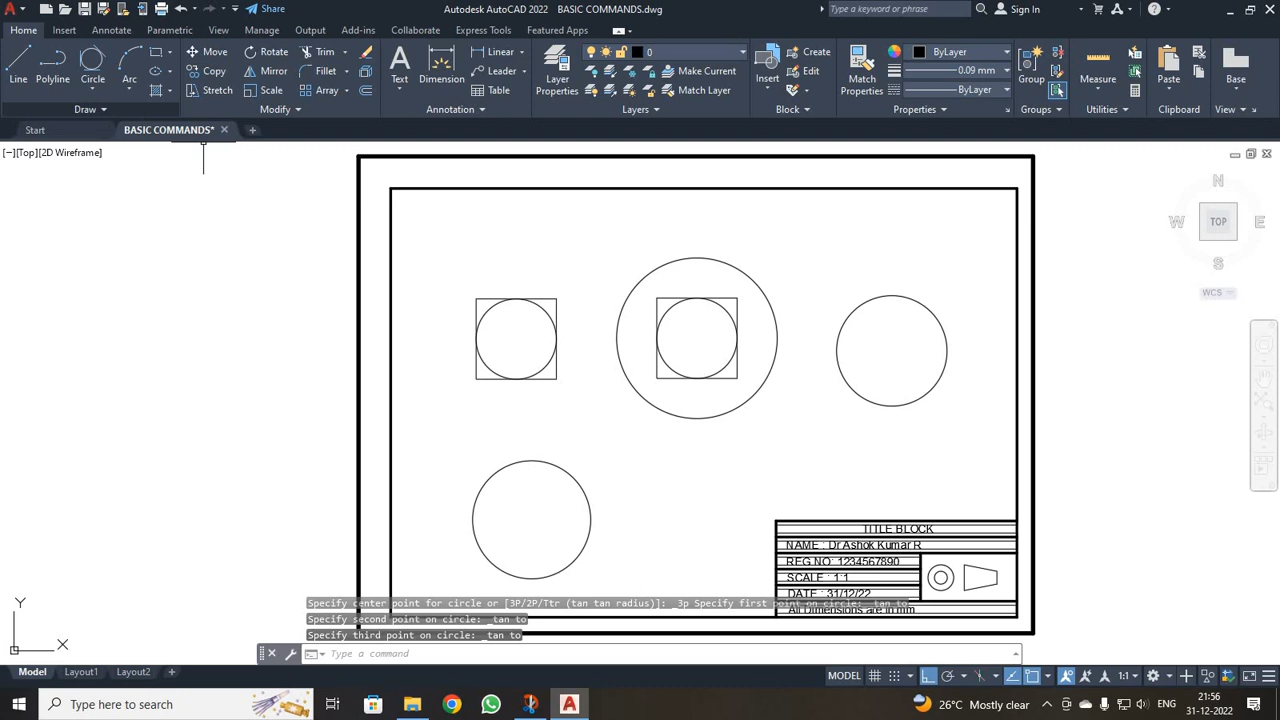 Share
Autodesk AutoCAD 2022 BASIC COMMANDS.dwg
Type a keyword or phrase
Sign In
Home Insert Annotate Parametric View Manage Output Add-ins Collaborate Express Tools Featured Apps
Line Polyline Circle Arc
Move Rotate Trim
Copy Mirror Fillet
Stretch Scale Array
Text Dimension
Linear
Leader
Table
Layer Properties
0
Make Current
Match Layer
Insert
Create
Edit
Match Properties
ByLayer
0.09 mm
ByLayer
Group
Measure
Paste
Base
Draw Modify Annotation Layers Block Properties Groups Utilities Clipboard View
Start BASIC COMMANDS*
[−][Top][2D Wireframe]
N
W TOP E
S
WCS
TITLE BLOCK
NAME : Dr Ashok Kumar R
REG NO: 1234567890
SCALE : 1:1
DATE : 31/12/22
All Dimensions are in mm
Specify center point for circle or [3P/2P/Ttr (tan tan radius)]: _3p Specify first point on circle: _tan to
Specify second point on circle: _tan to
Specify third point on circle: _tan to
Y
X
Type a command
Model Layout1 Layout2
MODEL
1:1
Type here to search
26°C Mostly clear
ENG
21:56
31-12-2022